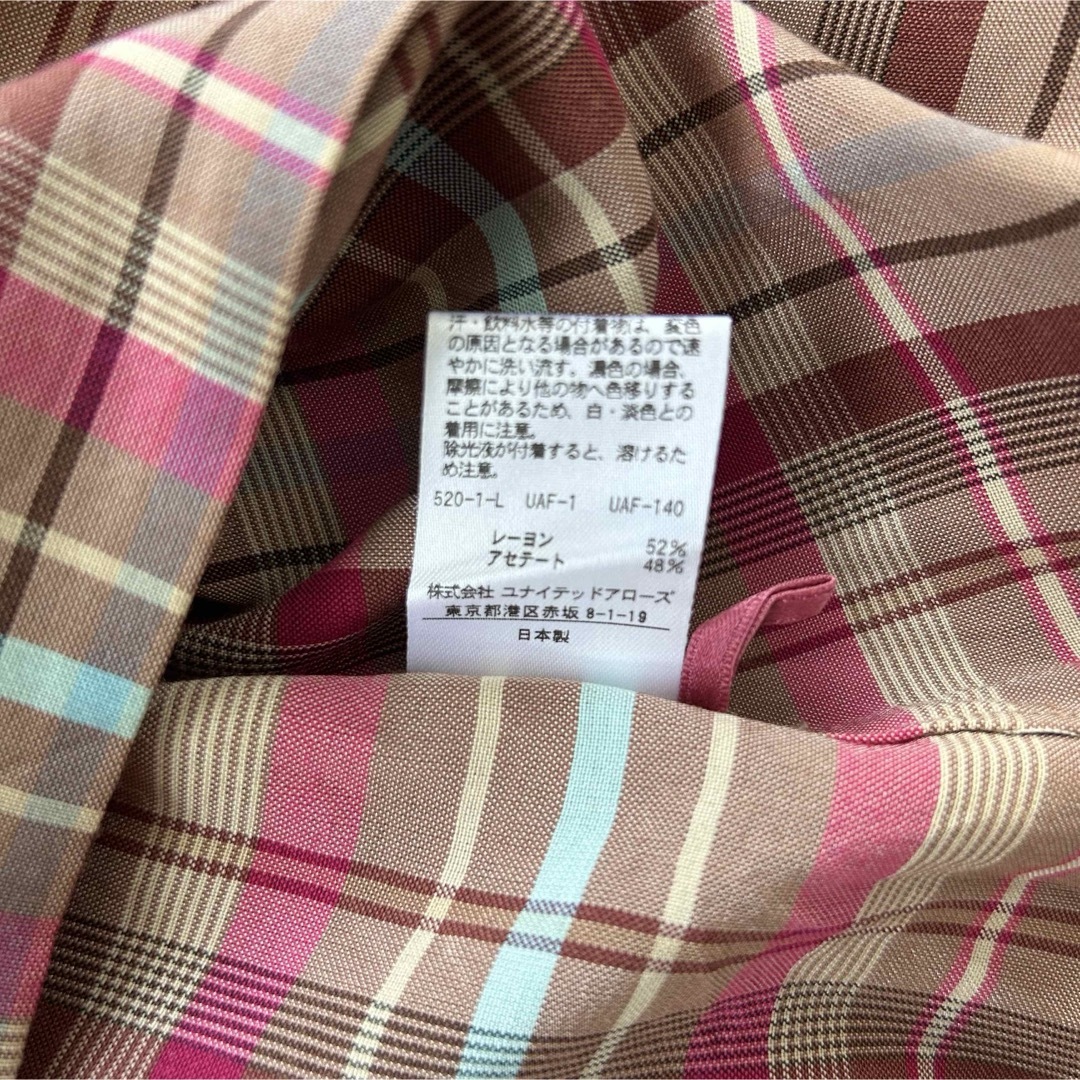 汗・飲料水等の付着物は、変色
の原因となる場合があるので速
やかに洗い流す。濃色の場合、
摩擦により他の物へ色移りする
ことがあるため、白・淡色との
着用に注意。
除光液が付着すると、溶けるた
め注意。
520-1-L UAF-1 UAF-140
レーヨン 52%
アセテート 48%
株式会社 ユナイテッドアローズ
東京都港区赤坂 8-1-19
日本製